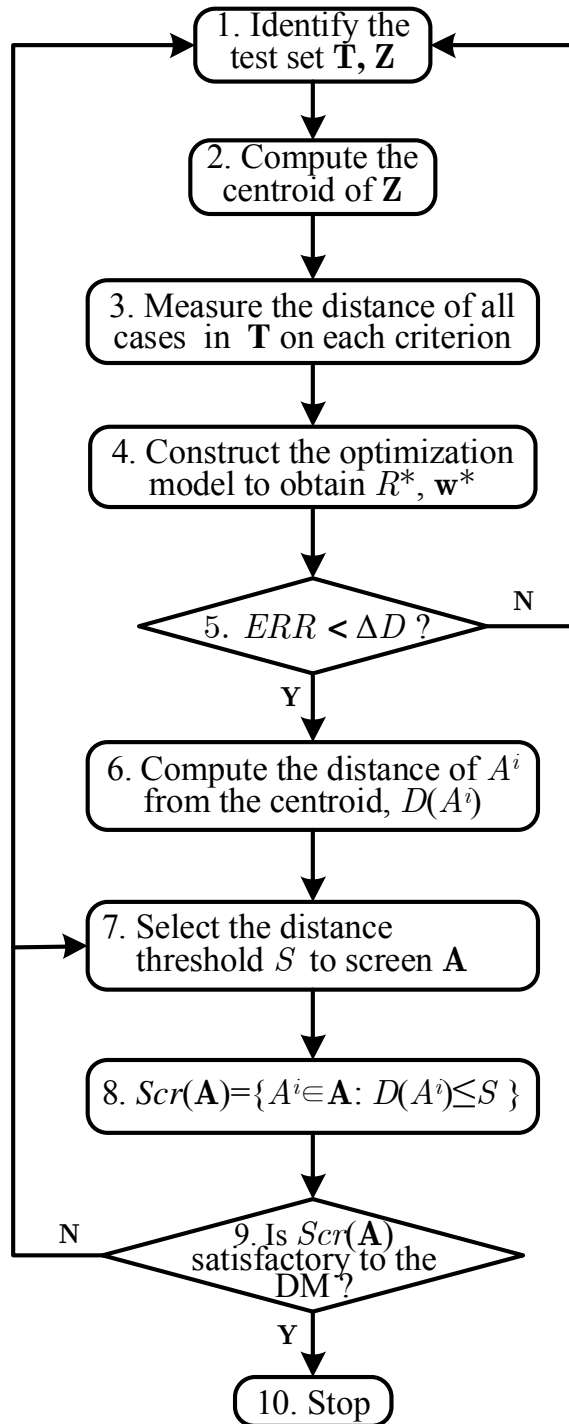 1. Identify the
test set T, Z
2. Compute the
centroid of Z
3. Measure the distance of all
cases in T on each criterion
4. Construct the optimization
model to obtain R*, w*
N
5. ERR < ΔD ?
Y
6. Compute the distance of Aⁱ
from the centroid, D(Aⁱ)
7. Select the distance
threshold S to screen A
8. Scr(A)={Aⁱ∈A: D(Aⁱ)≤S }
N
9. Is Scr(A)
satisfactory to the
DM ?
Y
10. Stop